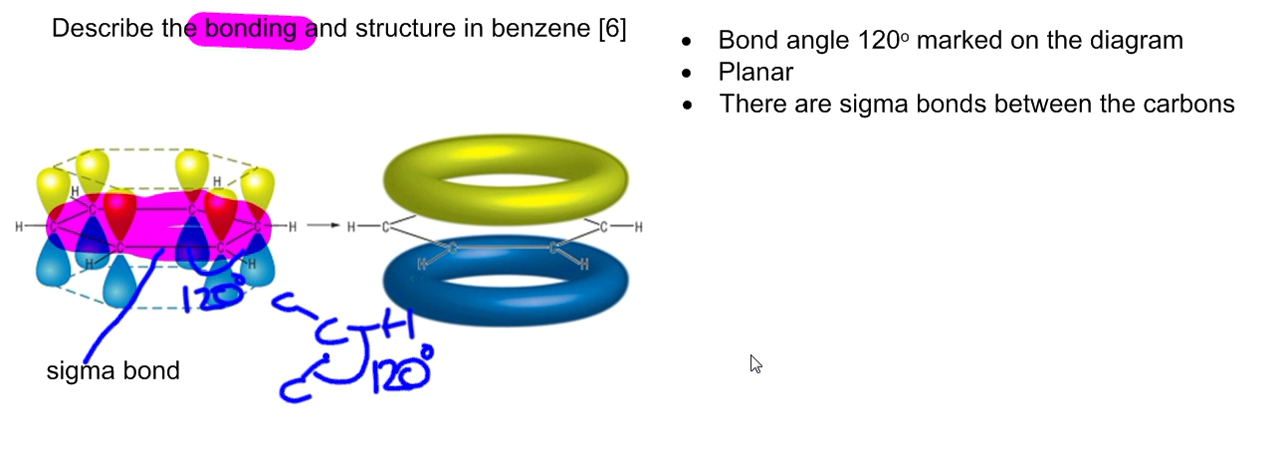 Describe the bonding and structure in benzene [6]
• Bond angle 120° marked on the diagram
• Planar
• There are sigma bonds between the carbons
H
H
H
C
C
H
C
C
H
H
C
C
H
C
C
H
C
C
H
H
120°
C
C
H
C
120°
sigma bond